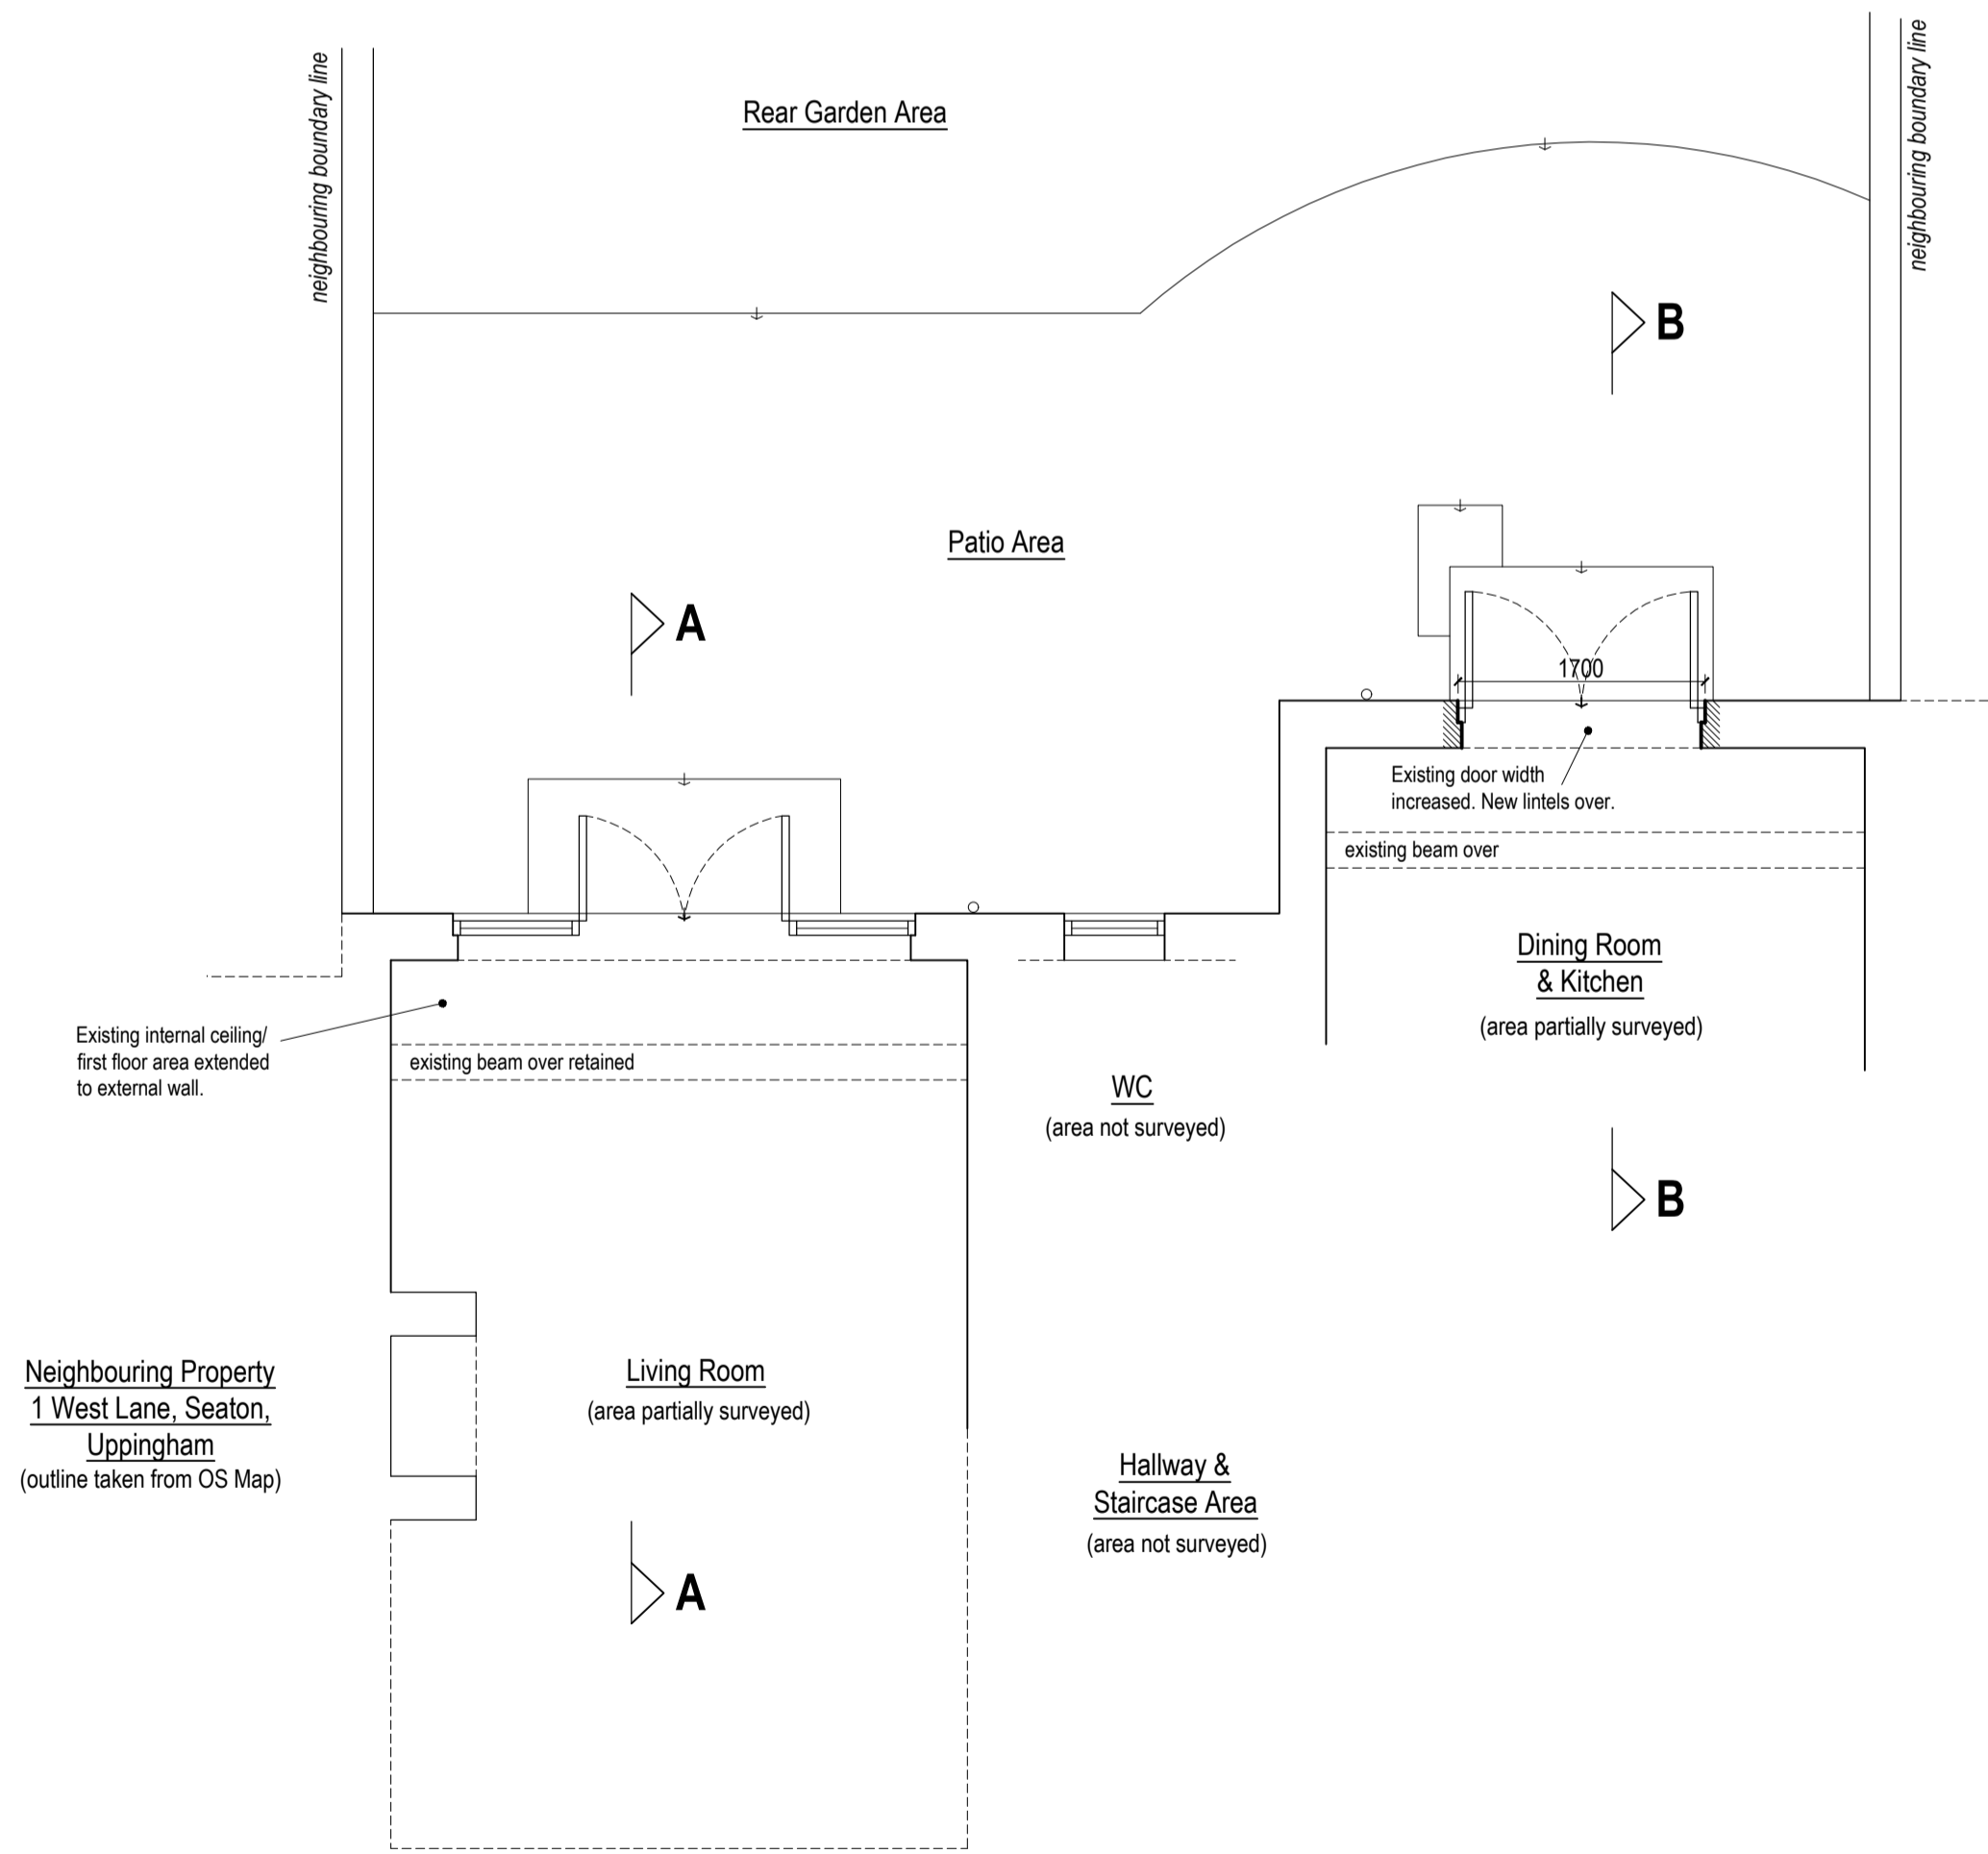 neighbouring boundary line
neighbouring boundary line
Rear Garden Area
B
Patio Area
A
1700
Existing door width
increased. New lintels over.
existing beam over
Dining Room
& Kitchen
(area partially surveyed)
Existing internal ceiling/
first floor area extended
to external wall.
existing beam over retained
WC
(area not surveyed)
B
Neighbouring Property
1 West Lane, Seaton,
Uppingham
(outline taken from OS Map)
Living Room
(area partially surveyed)
Hallway &
Staircase Area
(area not surveyed)
A